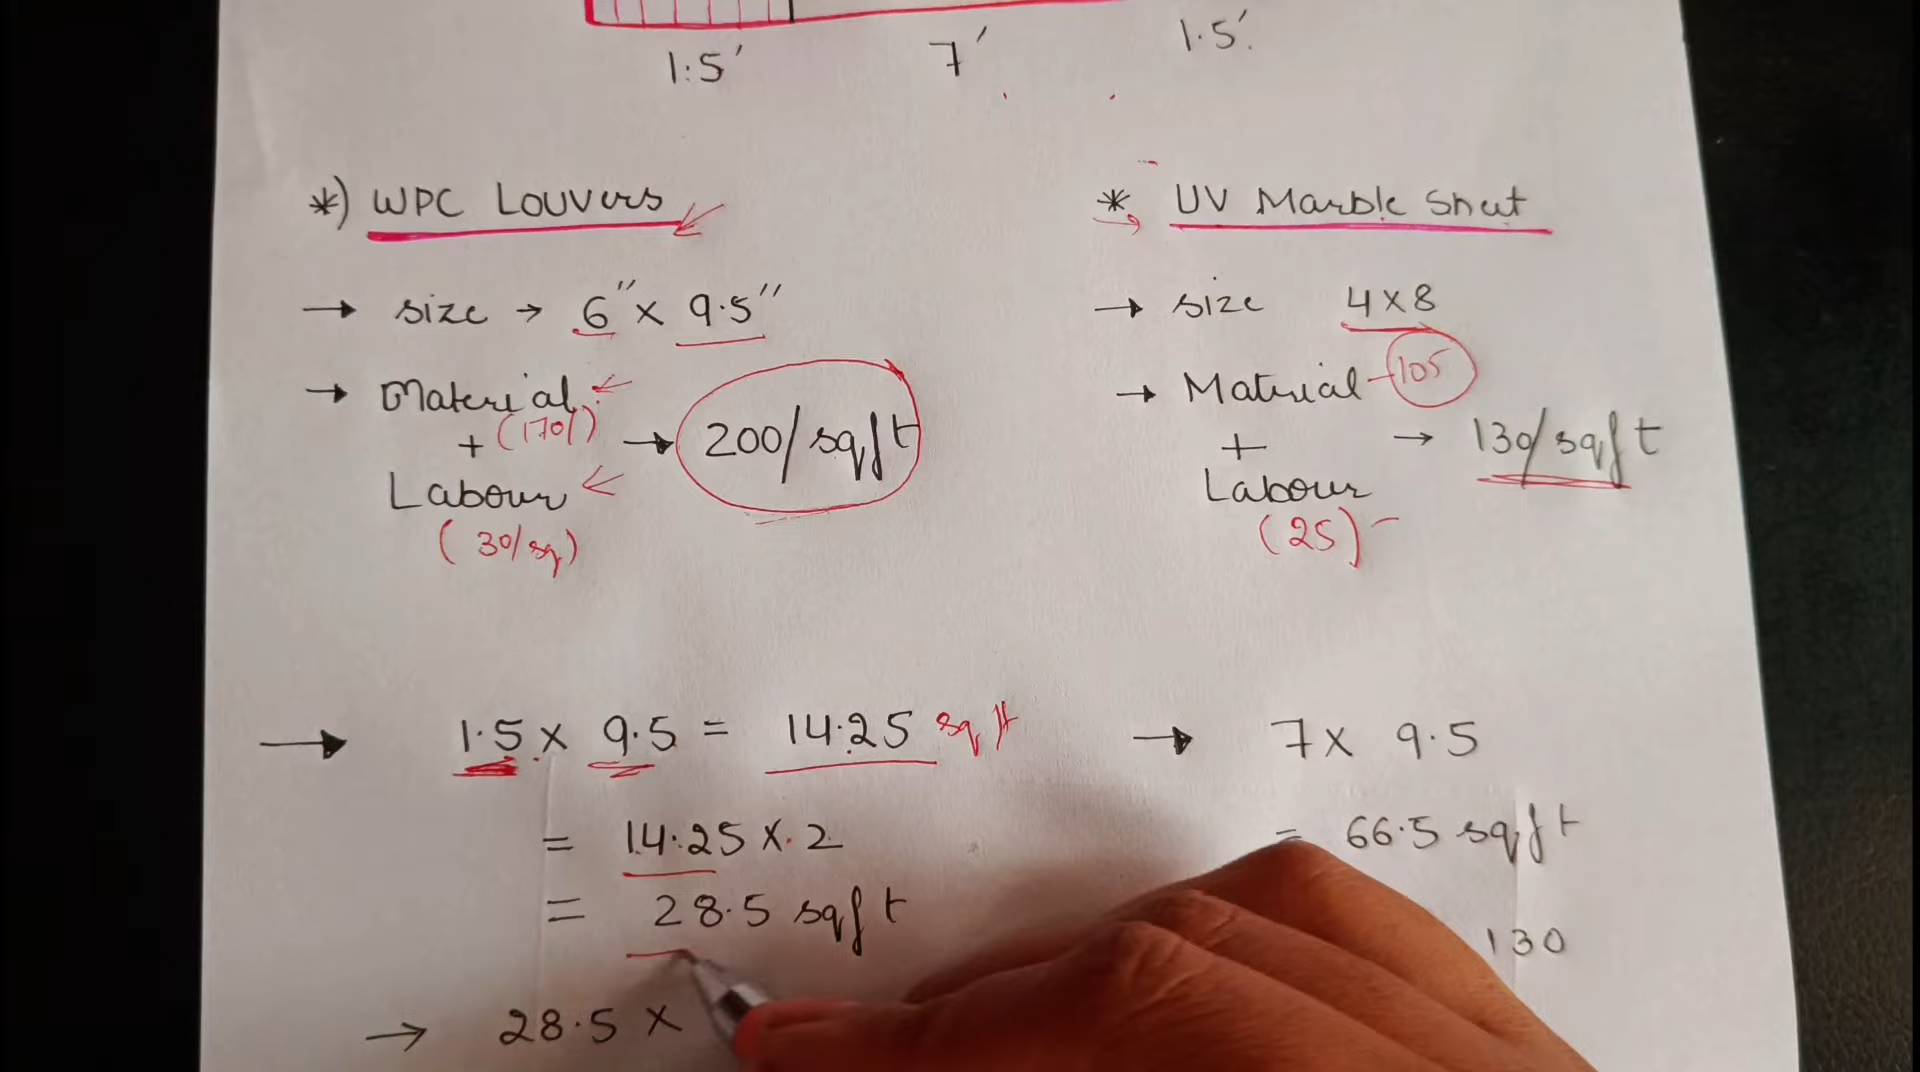 1.5' 7' 1.5'
*) WPC Louvers
→ size → 6" x 9.5"
→ Material
+ (170/)
→ 200/sqft
Labour
(30/sq)
* UV Marble Sheet
→ size 4x8
→ Material - 105
+
→ 130/sqft
Labour
(25) -
→ 1.5 x 9.5 = 14.25 sqft
= 14.25 x 2
= 28.5 sqft
→ 28.5 x
→ 7 x 9.5
= 66.5 sqft
130